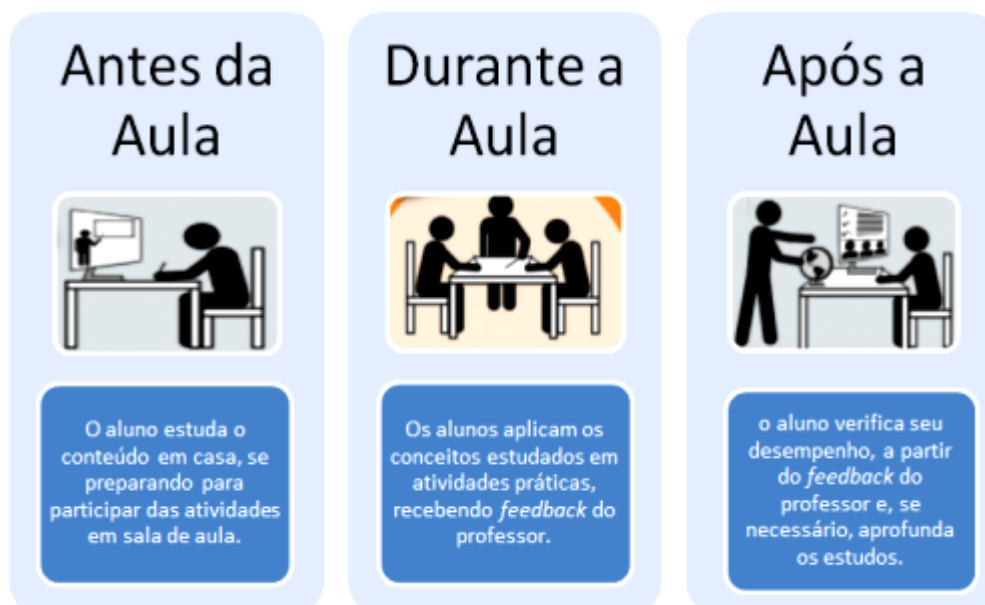 Antes da
Aula
O aluno estuda o
conteúdo em casa, se
preparando para
participar das atividades
em sala de aula.
Durante a
Aula
Os alunos aplicam os
conceitos estudados em
atividades práticas,
recebendo feedback do
professor.
Após a
Aula
o aluno verifica seu
desempenho, a partir
do feedback do
professor e, se
necessário, aprofunda
os estudos.